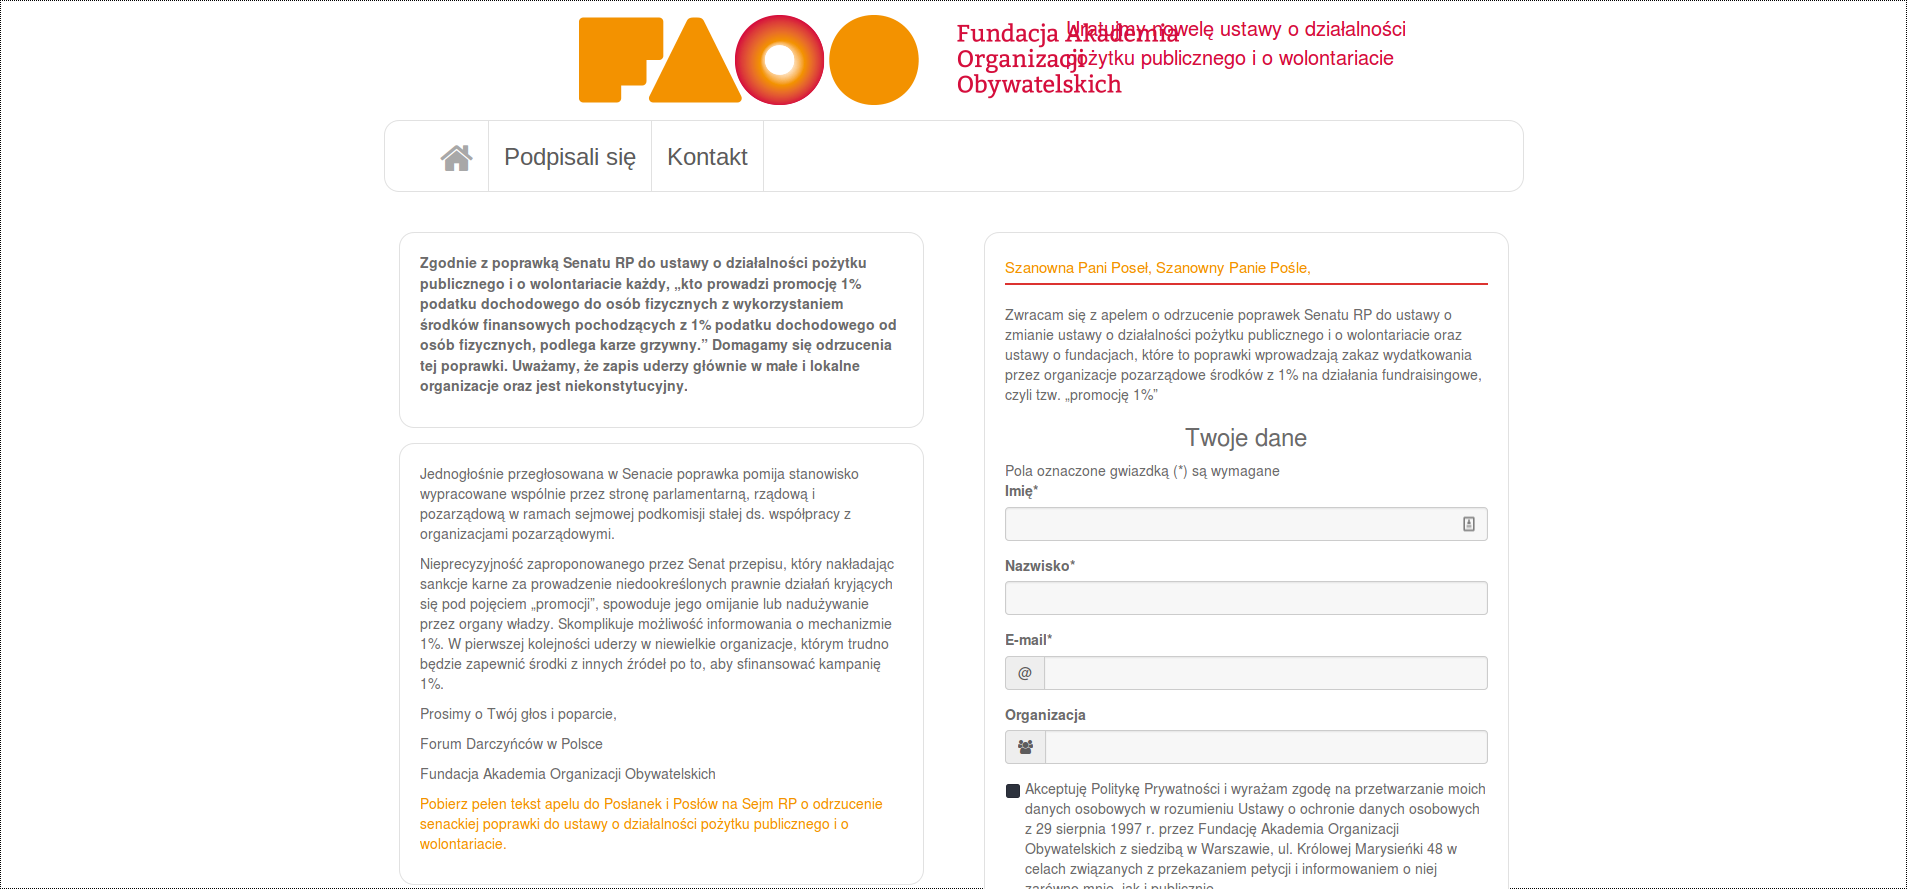 FAOO
Fundacja Akademia
Organizacji
Obywatelskich
Uratujmy nowelę ustawy o działalności
pożytku publicznego i o wolontariacie
Podpisali się
Kontakt
Zgodnie z poprawką Senatu RP do ustawy o działalności pożytku
publicznego i o wolontariacie każdy, „kto prowadzi promocję 1%
podatku dochodowego do osób fizycznych z wykorzystaniem
środków finansowych pochodzących z 1% podatku dochodowego od
osób fizycznych, podlega karze grzywny.” Domagamy się odrzucenia
tej poprawki. Uważamy, że zapis uderzy głównie w małe i lokalne
organizacje oraz jest niekonstytucyjny.
Jednogłośnie przegłosowana w Senacie poprawka pomija stanowisko
wypracowane wspólnie przez stronę parlamentarną, rządową i
pozarządową w ramach sejmowej podkomisji stałej ds. współpracy z
organizacjami pozarządowymi.
Nieprecyzyjność zaproponowanego przez Senat przepisu, który nakładając
sankcje karne za prowadzenie niedookreślonych prawnie działań kryjących
się pod pojęciem „promocji”, spowoduje jego omijanie lub nadużywanie
przez organy władzy. Skomplikuje możliwość informowania o mechanizmie
1%. W pierwszej kolejności uderzy w niewielkie organizacje, którym trudno
będzie zapewnić środki z innych źródeł po to, aby sfinansować kampanię
1%.
Prosimy o Twój głos i poparcie,
Forum Darczyńców w Polsce
Fundacja Akademia Organizacji Obywatelskich
Pobierz pełen tekst apelu do Posłanek i Posłów na Sejm RP o odrzucenie
senackiej poprawki do ustawy o działalności pożytku publicznego i o
wolontariacie.
Szanowna Pani Poseł, Szanowny Panie Pośle,
Zwracam się z apelem o odrzucenie poprawek Senatu RP do ustawy o
zmianie ustawy o działalności pożytku publicznego i o wolontariacie oraz
ustawy o fundacjach, które to poprawki wprowadzają zakaz wydatkowania
przez organizacje pozarządowe środków z 1% na działania fundraisingowe,
czyli tzw. „promocję 1%”
Twoje dane
Pola oznaczone gwiazdką (*) są wymagane
Imię*
Nazwisko*
E-mail*
@
Organizacja
Akceptuję Politykę Prywatności i wyrażam zgodę na przetwarzanie moich
danych osobowych w rozumieniu Ustawy o ochronie danych osobowych
z 29 sierpnia 1997 r. przez Fundację Akademia Organizacji
Obywatelskich z siedzibą w Warszawie, ul. Królowej Marysieńki 48 w
celach związanych z przekazaniem petycji i informowaniem o niej
zarówno mnie, jak i publicznie